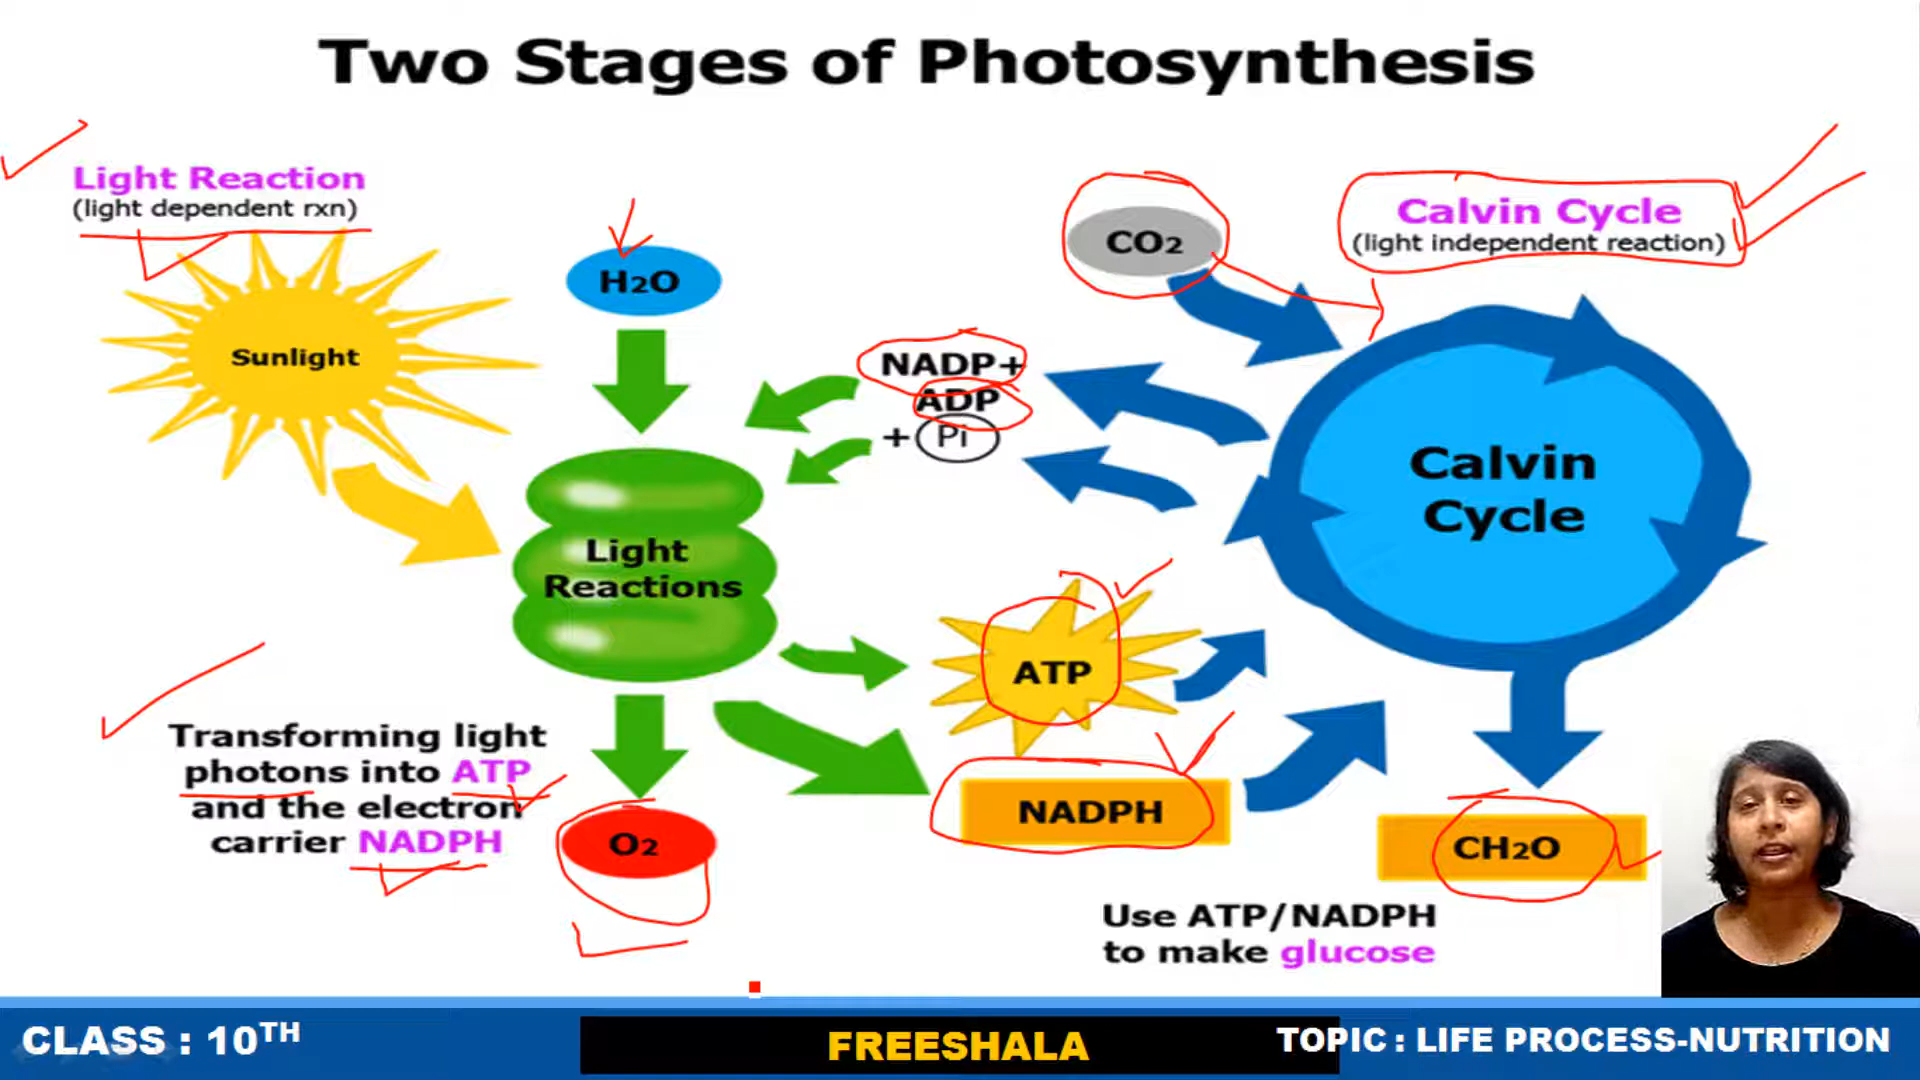 Two Stages of Photosynthesis
Light Reaction
(light dependent rxn)
Sunlight
H2O
CO2
Calvin Cycle
(light independent reaction)
NADP+
ADP
+ Pi
Light
Reactions
Calvin
Cycle
ATP
NADPH
Transforming light
photons into ATP
and the electron
carrier NADPH
O2
CH2O
Use ATP/NADPH
to make glucose
CLASS : 10TH
FREESHALA
TOPIC : LIFE PROCESS-NUTRITION